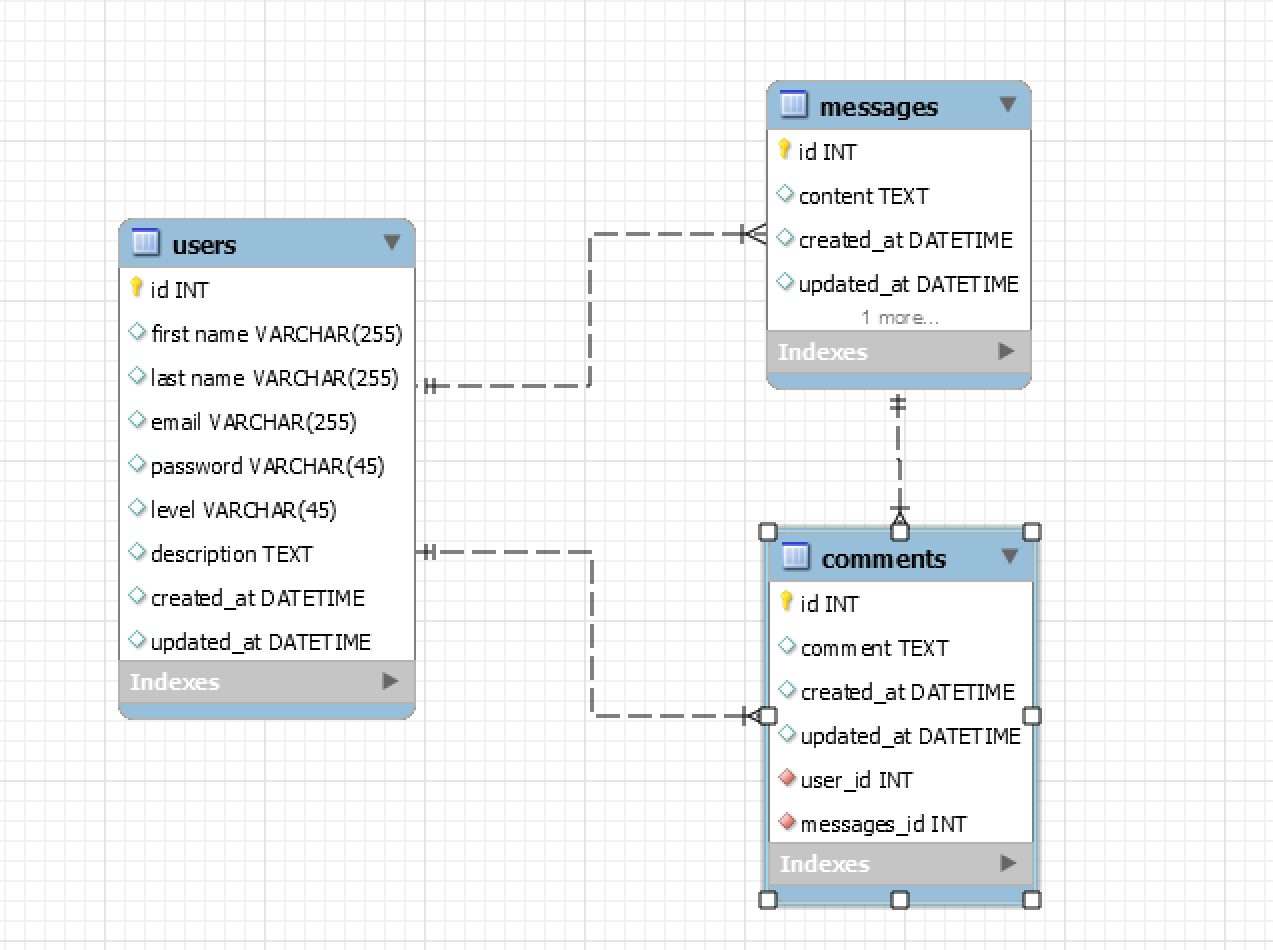 users
id INT
first name VARCHAR(255)
last name VARCHAR(255)
email VARCHAR(255)
password VARCHAR(45)
level VARCHAR(45)
description TEXT
created_at DATETIME
updated_at DATETIME
Indexes
messages
id INT
content TEXT
created_at DATETIME
updated_at DATETIME
1 more...
Indexes
comments
id INT
comment TEXT
created_at DATETIME
updated_at DATETIME
user_id INT
messages_id INT
Indexes